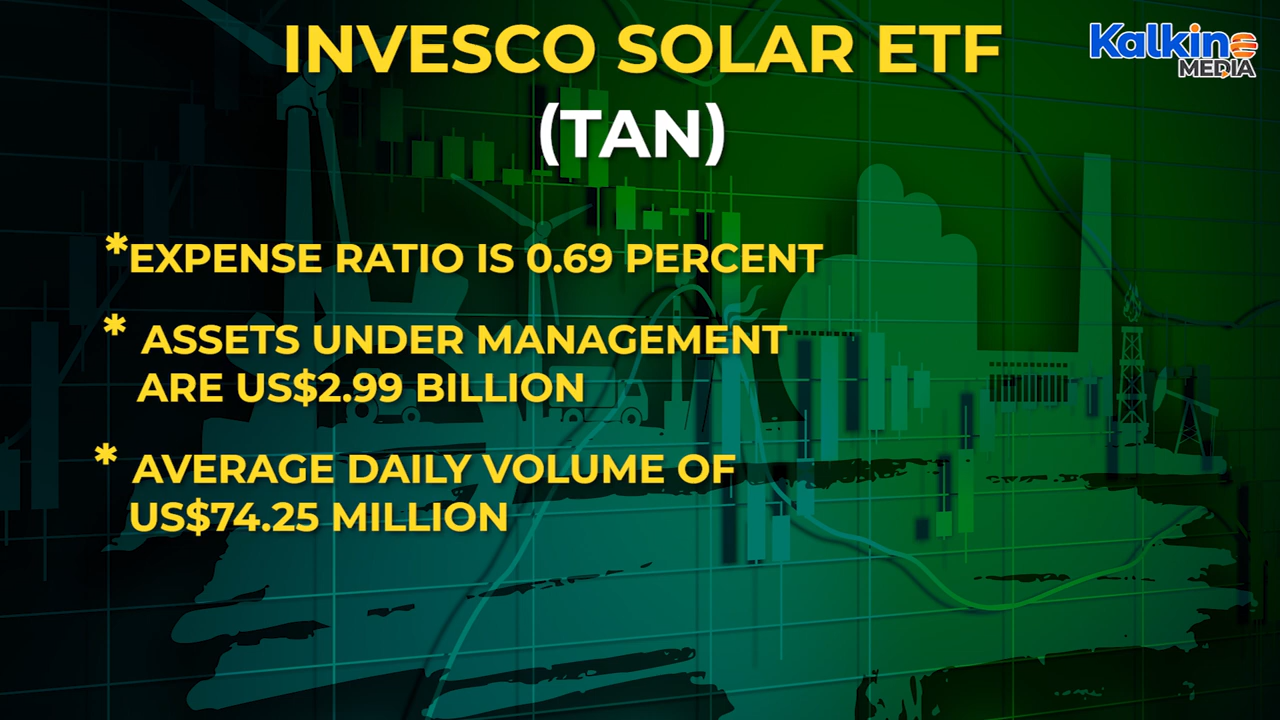 INVESCO SOLAR ETF
Kalkine
MEDIA
(TAN)
*EXPENSE RATIO IS 0.69 PERCENT
* ASSETS UNDER MANAGEMENT
ARE US$2.99 BILLION
* AVERAGE DAILY VOLUME OF
US$74.25 MILLION